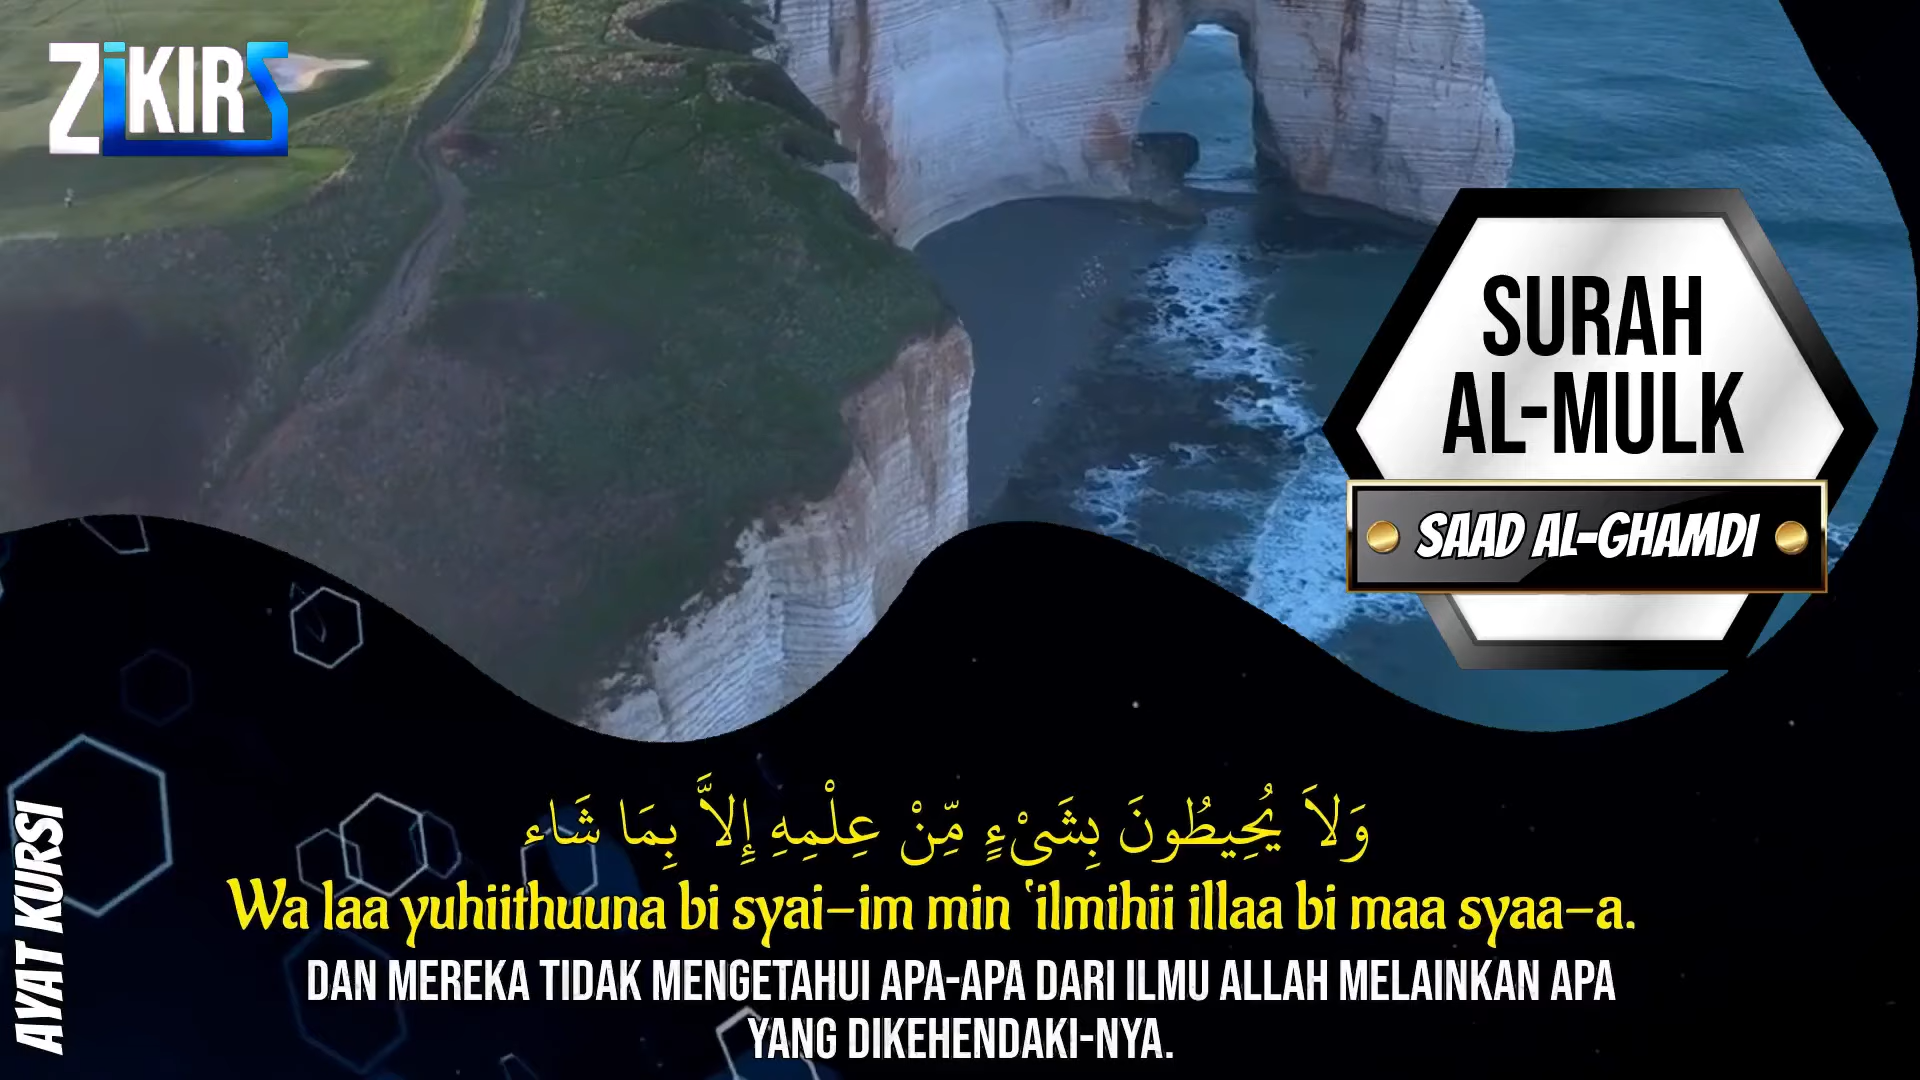 ZiKIRS
SURAH
AL-MULK
SAAD AL-GHAMDI
وَلاَ يُحِيطُونَ بِشَىْءٍ مِّنْ عِلْمِهِ إِلاَّ بِمَا شَاء
Wa laa yuhiithuuna bi syai-im min 'ilmihii illaa bi maa syaa-a.
DAN MEREKA TIDAK MENGETAHUI APA-APA DARI ILMU ALLAH MELAINKAN APA
YANG DIKEHENDAKI-NYA.
AYAT KURSI